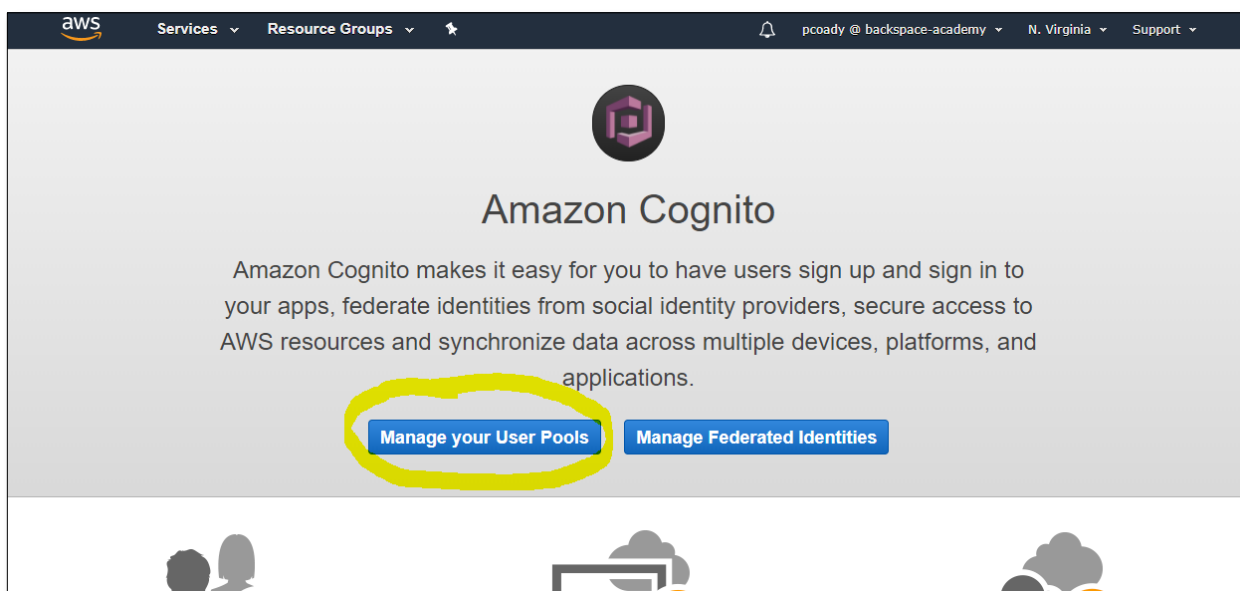 aws Services Resource Groups pcoady @ backspace-academy N. Virginia Support
Amazon Cognito
Amazon Cognito makes it easy for you to have users sign up and sign in to
your apps, federate identities from social identity providers, secure access to
AWS resources and synchronize data across multiple devices, platforms, and
applications.
Manage your User Pools Manage Federated Identities